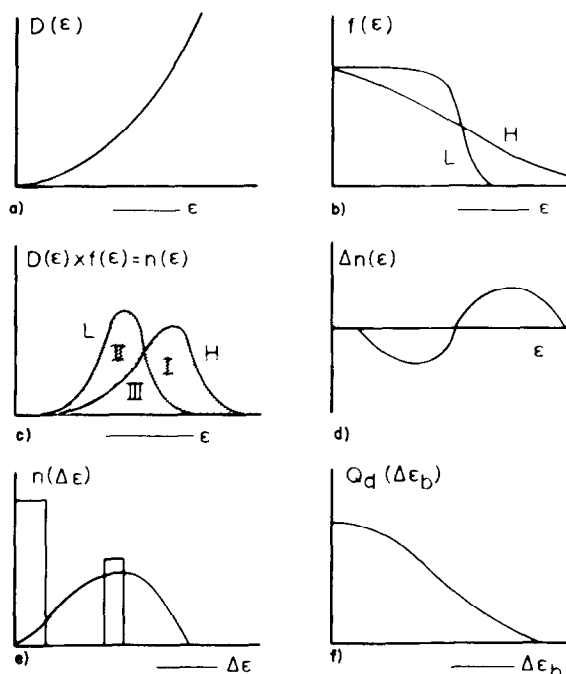 D(ε)
ε
a)
f(ε)
H
L
ε
b)
D(ε)×f(ε)=n(ε)
L
H
II
I
III
ε
c)
Δn(ε)
ε
d)
n(Δε)
Δε
e)
Q_d(Δε_b)
Δε_b
f)